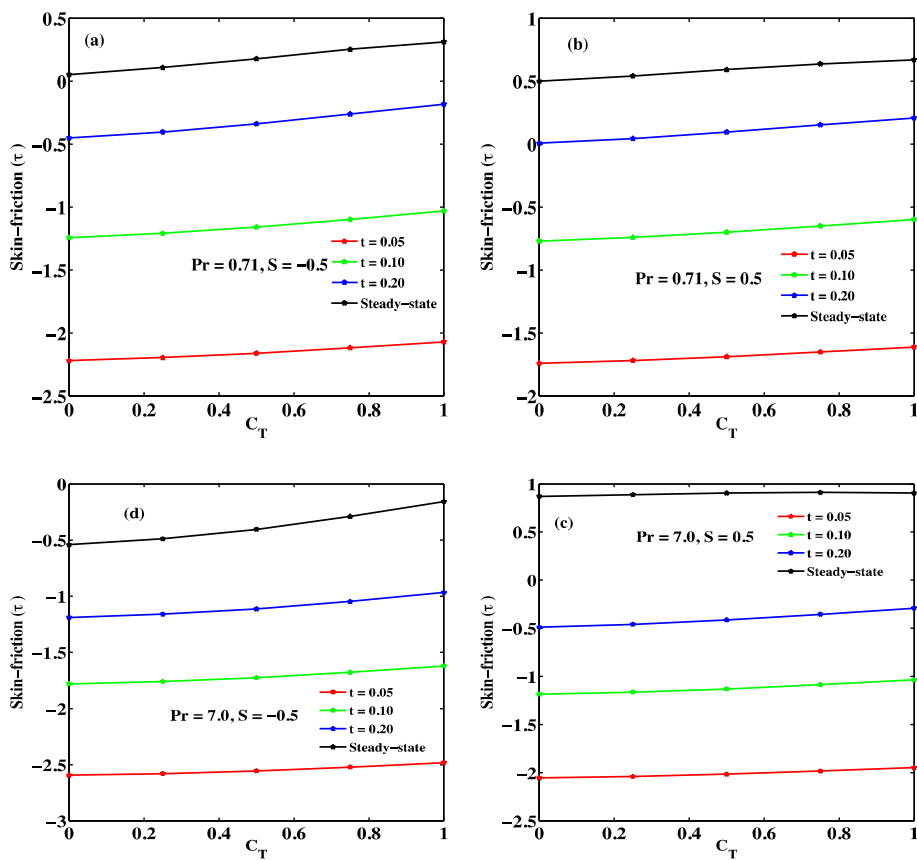 (a)
Skin−friction (τ)
0.5
0
−0.5
−1
−1.5
−2
−2.5
t = 0.05
t = 0.10
t = 0.20
Steady−state
Pr = 0.71, S = −0.5
0 0.2 0.4 0.6 0.8 1
C_T
(b)
Skin−friction (τ)
1
0.5
0
−0.5
−1
−1.5
−2
t = 0.05
t = 0.10
t = 0.20
Steady−state
Pr = 0.71, S = 0.5
0 0.2 0.4 0.6 0.8 1
C_T
(d)
Skin−friction (τ)
0
−0.5
−1
−1.5
−2
−2.5
−3
t = 0.05
t = 0.10
t = 0.20
Steady−state
Pr = 7.0, S = −0.5
0 0.2 0.4 0.6 0.8 1
C_T
(c)
Skin−friction (τ)
1
0.5
0
−0.5
−1
−1.5
−2
−2.5
t = 0.05
t = 0.10
t = 0.20
Steady−state
Pr = 7.0, S = 0.5
0 0.2 0.4 0.6 0.8 1
C_T